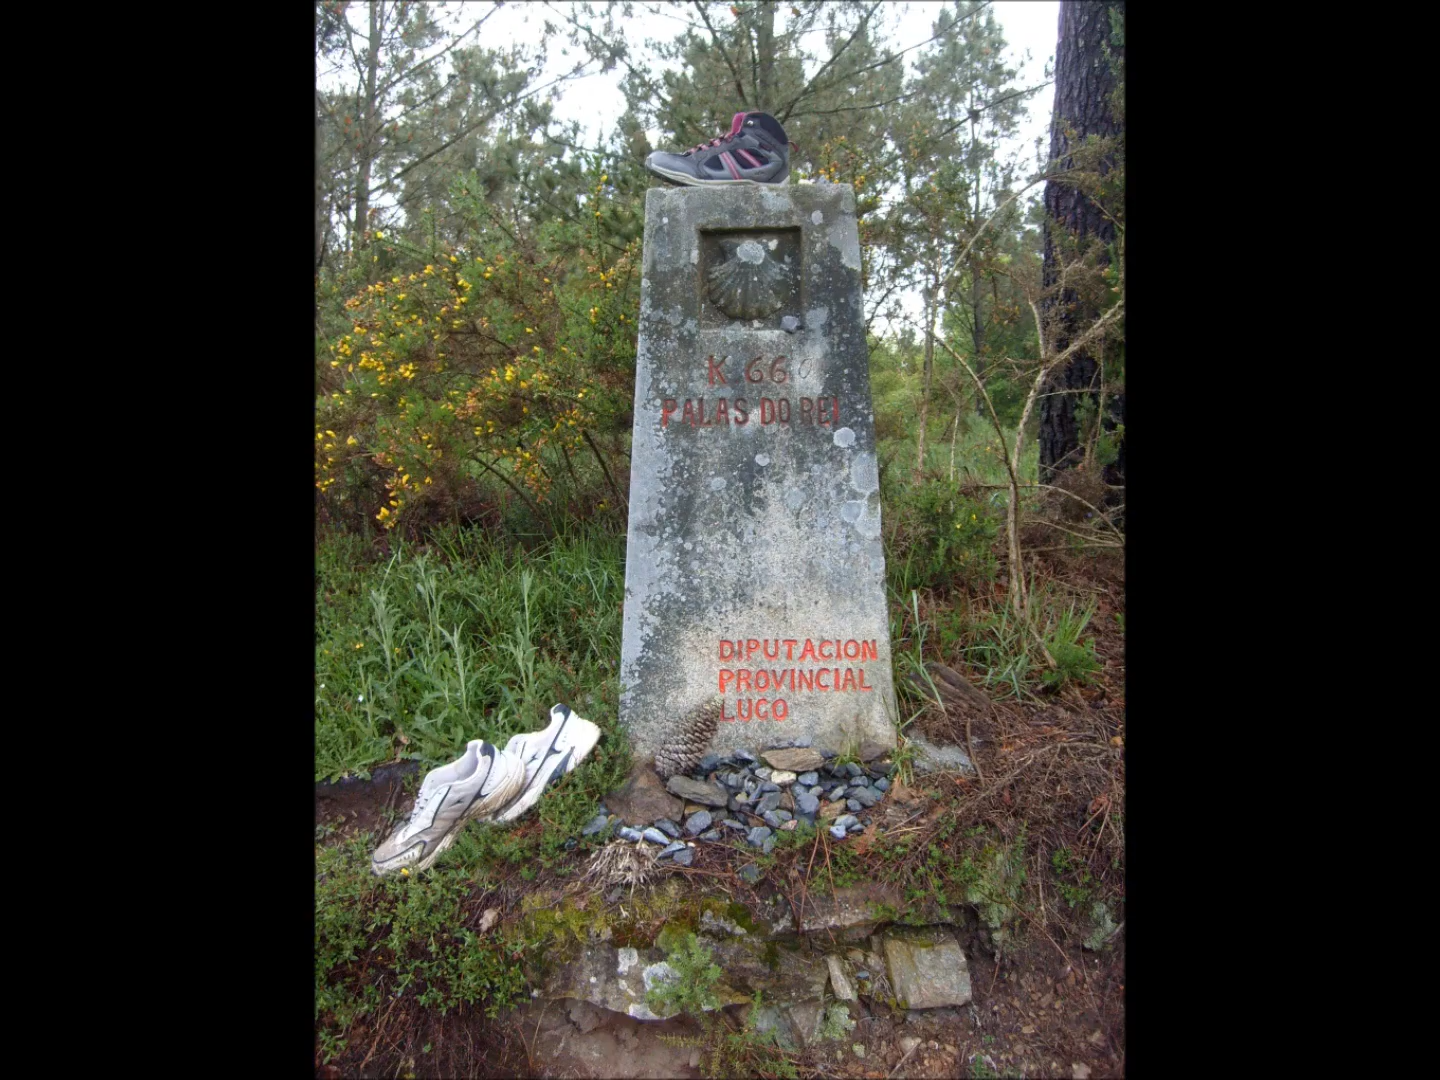 K. 66
PALAS DO REI
DIPUTACION
PROVINCIAL
LUGO